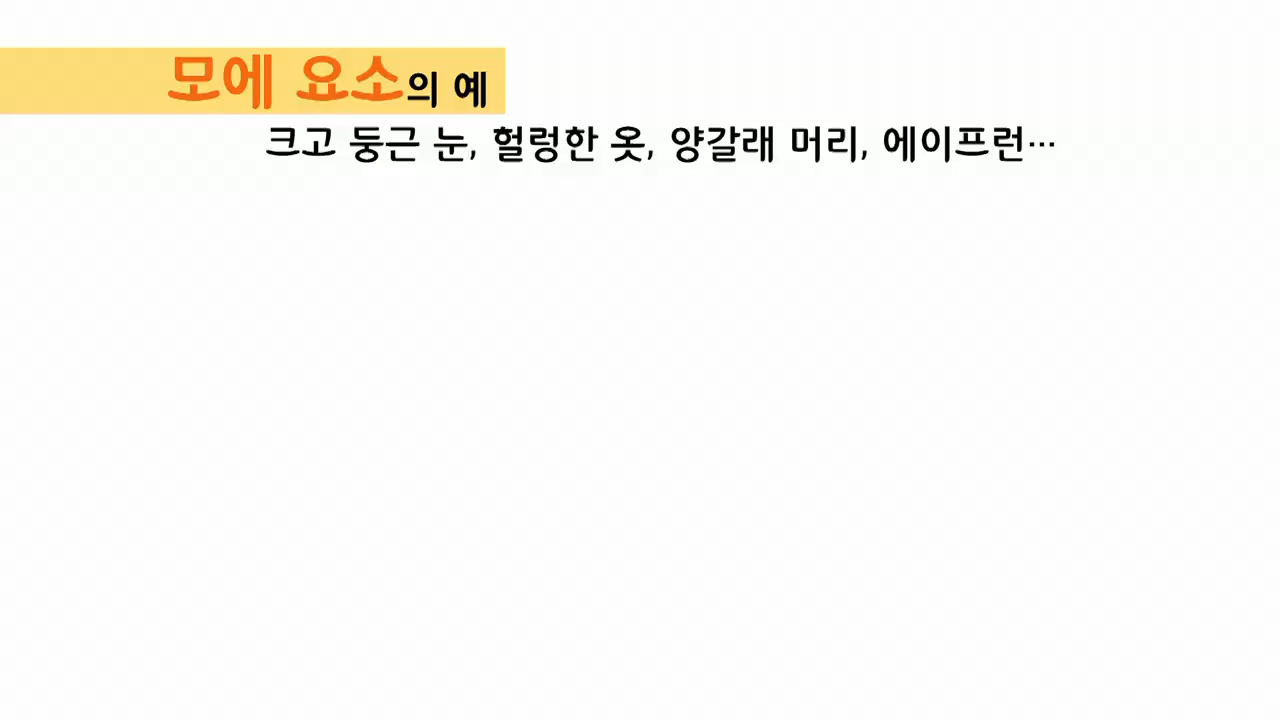 모에 요소의 예
크고 둥근 눈, 헐렁한 옷, 양갈래 머리, 에이프런…